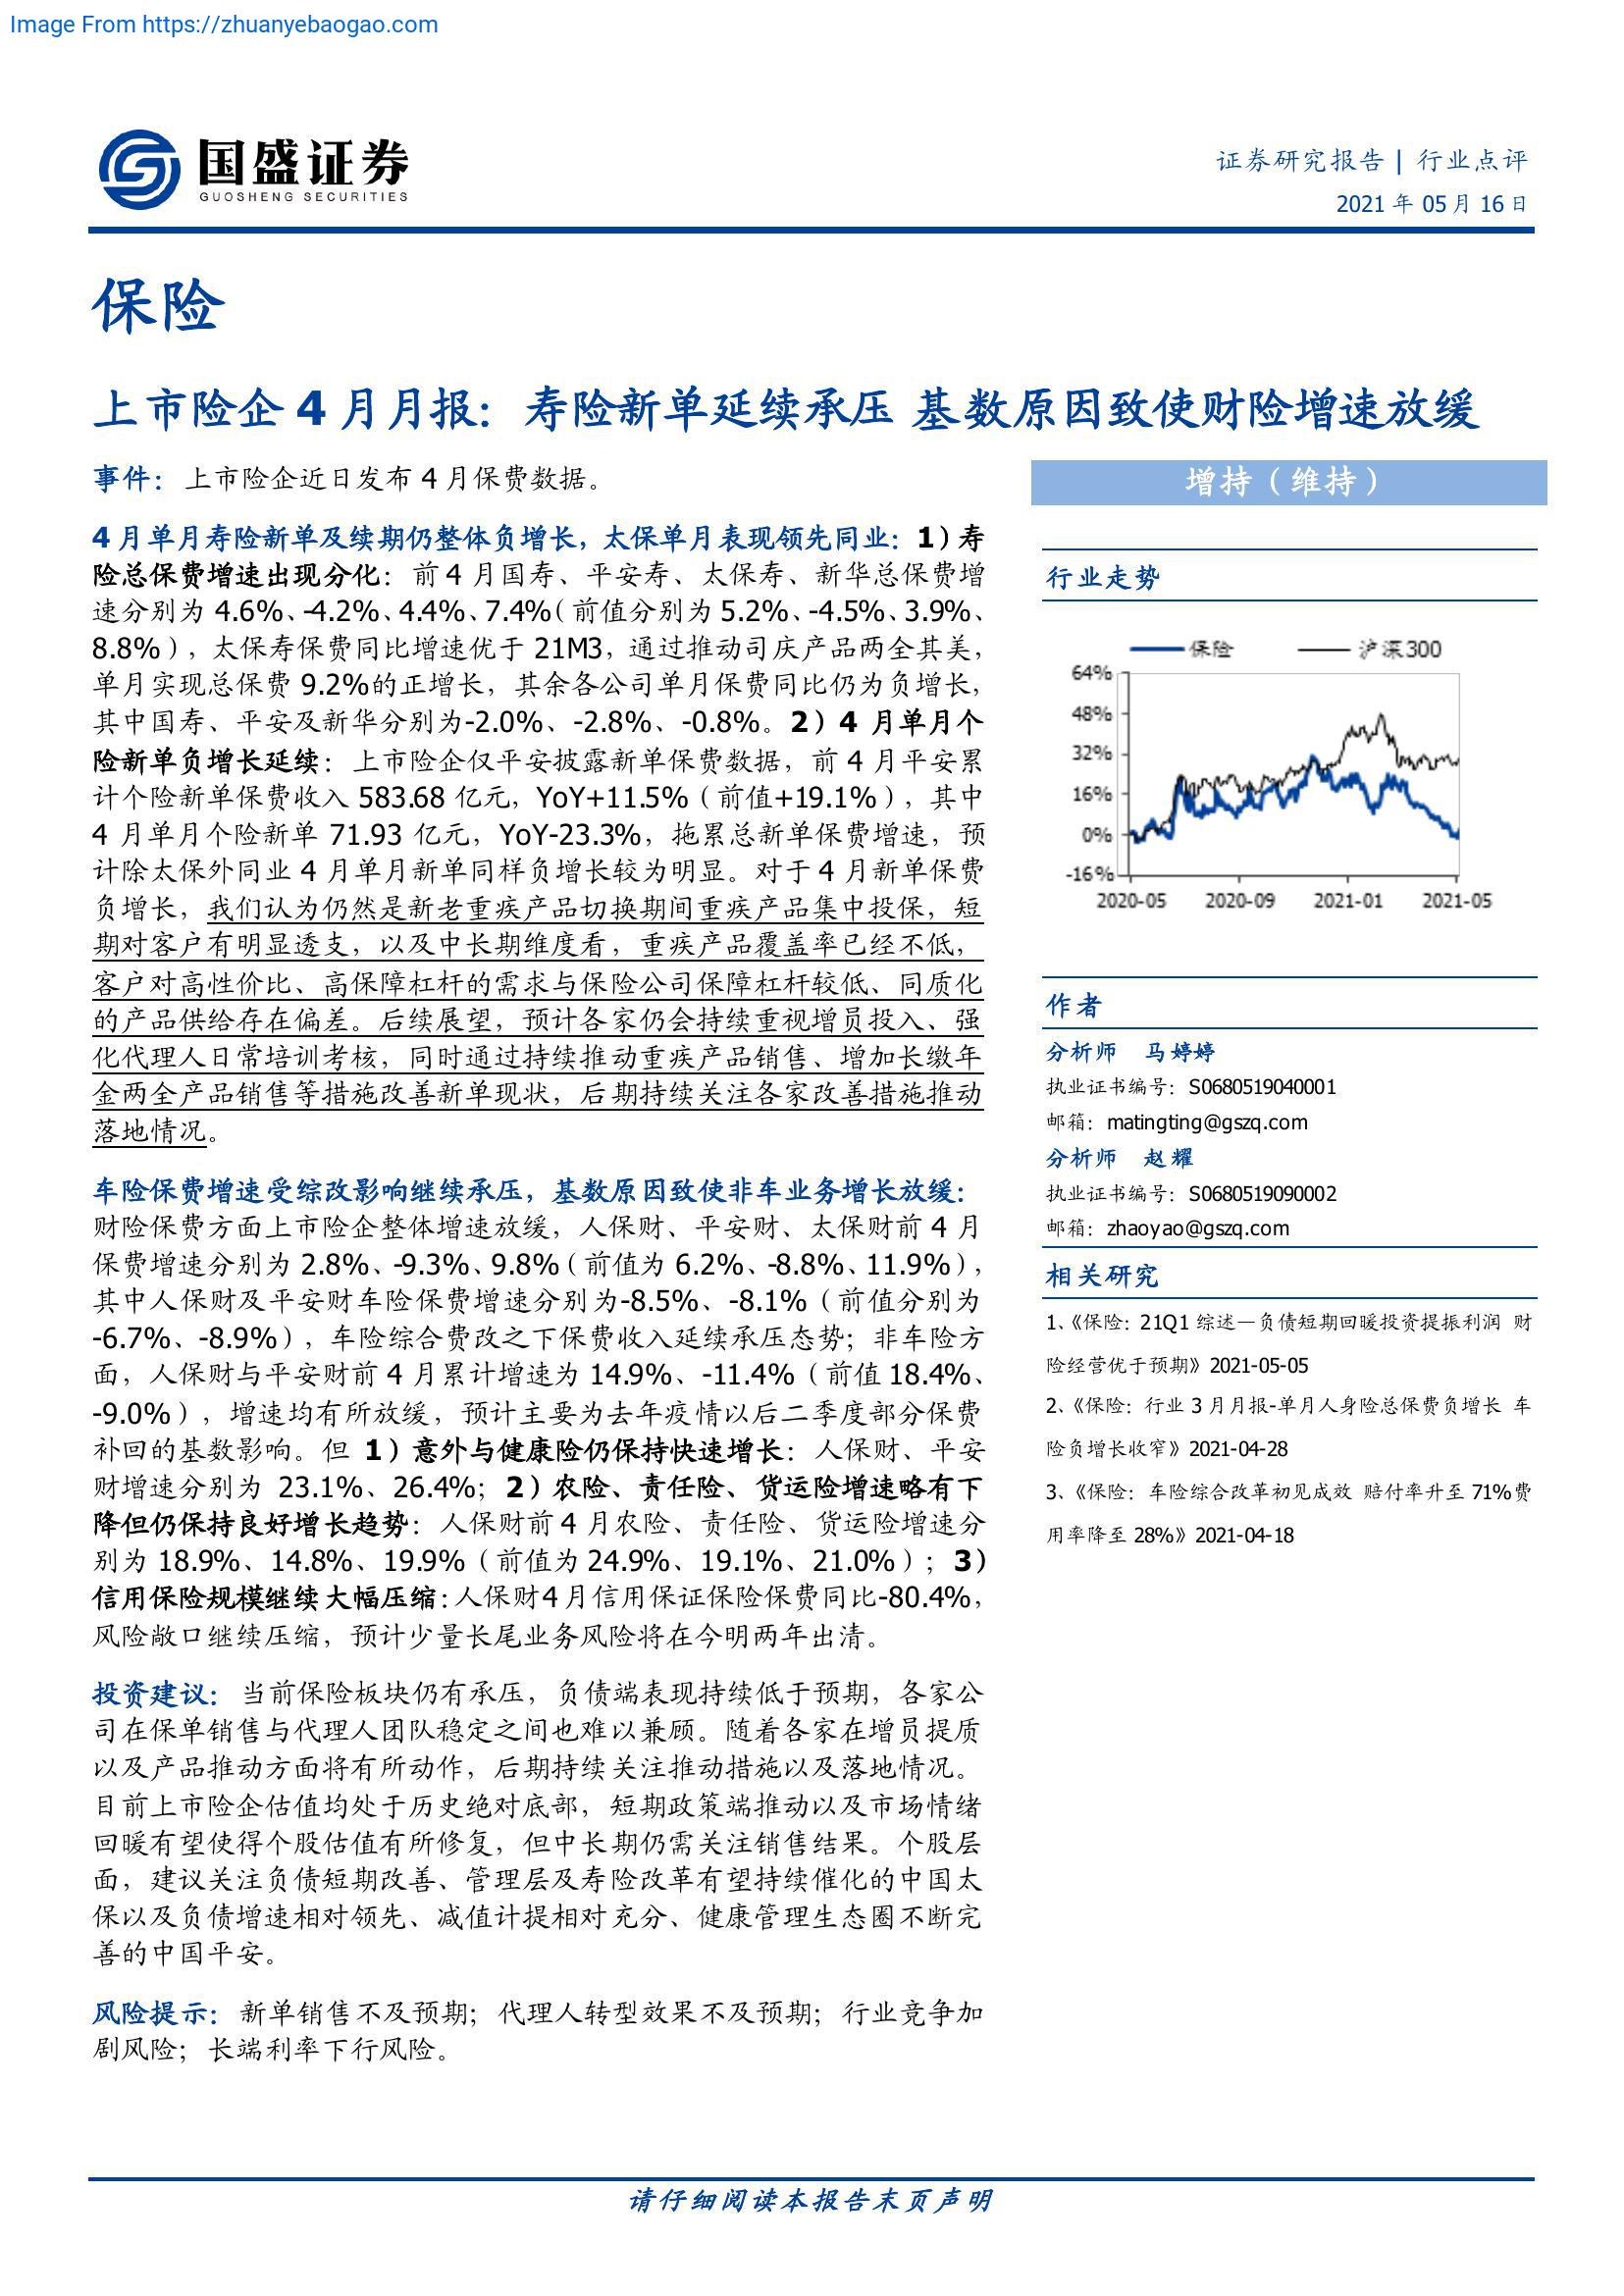 Image From https://zhuanyebaogao.com
国盛证券
GUOSHENG SECURITIES
证券研究报告 | 行业点评
2021 年 05 月 16 日
保险
上市险企 4 月月报：寿险新单延续承压 基数原因致使财险增速放缓
事件：上市险企近日发布 4 月保费数据。
4 月单月寿险新单及续期仍整体负增长，太保单月表现领先同业：1）寿
险总保费增速出现分化：前 4 月国寿、平安寿、太保寿、新华总保费增
速分别为 4.6%、-4.2%、4.4%、7.4%（前值分别为 5.2%、-4.5%、3.9%、
8.8%），太保寿保费同比增速优于 21M3，通过推动司庆产品两全其美，
单月实现总保费 9.2%的正增长，其余各公司单月保费同比仍为负增长，
其中国寿、平安及新华分别为-2.0%、-2.8%、-0.8%。2）4 月单月个
险新单负增长延续：上市险企仅平安披露新单保费数据，前 4 月平安累
计个险新单保费收入 583.68 亿元，YoY+11.5%（前值+19.1%），其中
4 月单月个险新单 71.93 亿元，YoY-23.3%，拖累总新单保费增速，预
计除太保外同业 4 月单月新单同样负增长较为明显。对于 4 月新单保费
负增长，我们认为仍然是新老重疾产品切换期间重疾产品集中投保，短
期对客户有明显透支，以及中长期维度看，重疾产品覆盖率已经不低，
客户对高性价比、高保障杠杆的需求与保险公司保障杠杆较低、同质化
的产品供给存在偏差。后续展望，预计各家仍会持续重视增员投入、强
化代理人日常培训考核，同时通过持续推动重疾产品销售、增加长缴年
金两全产品销售等措施改善新单现状，后期持续关注各家改善措施推动
落地情况。
车险保费增速受综改影响继续承压，基数原因致使非车业务增长放缓：
财险保费方面上市险企整体增速放缓，人保财、平安财、太保财前 4 月
保费增速分别为 2.8%、-9.3%、9.8%（前值为 6.2%、-8.8%、11.9%），
其中人保财及平安财车险保费增速分别为-8.5%、-8.1%（前值分别为
-6.7%、-8.9%），车险综合费改之下保费收入延续承压态势；非车险方
面，人保财与平安财前 4 月累计增速为 14.9%、-11.4%（前值 18.4%、
-9.0%），增速均有所放缓，预计主要为去年疫情以后二季度部分保费
补回的基数影响。但 1）意外与健康险仍保持快速增长：人保财、平安
财增速分别为 23.1%、26.4%；2）农险、责任险、货运险增速略有下
降但仍保持良好增长趋势：人保财前 4 月农险、责任险、货运险增速分
别为 18.9%、14.8%、19.9%（前值为 24.9%、19.1%、21.0%）；3）
信用保险规模继续大幅压缩：人保财 4 月信用保证保险保费同比-80.4%，
风险敞口继续压缩，预计少量长尾业务风险将在今明两年出清。
投资建议：当前保险板块仍有承压，负债端表现持续低于预期，各家公
司在保单销售与代理人团队稳定之间也难以兼顾。随着各家在增员提质
以及产品推动方面将有所动作，后期持续关注推动措施以及落地情况。
目前上市险企估值均处于历史绝对底部，短期政策端推动以及市场情绪
回暖有望使得个股估值有所修复，但中长期仍需关注销售结果。个股层
面，建议关注负债短期改善、管理层及寿险改革有望持续催化的中国太
保以及负债增速相对领先、减值计提相对充分、健康管理生态圈不断完
善的中国平安。
风险提示：新单销售不及预期；代理人转型效果不及预期；行业竞争加
剧风险；长端利率下行风险。
增持（维持）
行业走势
保险 沪深300
64%
48%
32%
16%
0%
-16%
2020-05 2020-09 2021-01 2021-05
作者
分析师 马婷婷
执业证书编号：S0680519040001
邮箱：matingting@gszq.com
分析师 赵耀
执业证书编号：S0680519090002
邮箱：zhaoyao@gszq.com
相关研究
1、《保险：21Q1 综述—负债短期回暖投资提振利润 财
险经营优于预期》2021-05-05
2、《保险：行业 3 月月报-单月人身险总保费负增长 车
险负增长收窄》2021-04-28
3、《保险：车险综合改革初见成效 赔付率升至 71%费
用率降至 28%》2021-04-18
请仔细阅读本报告末页声明